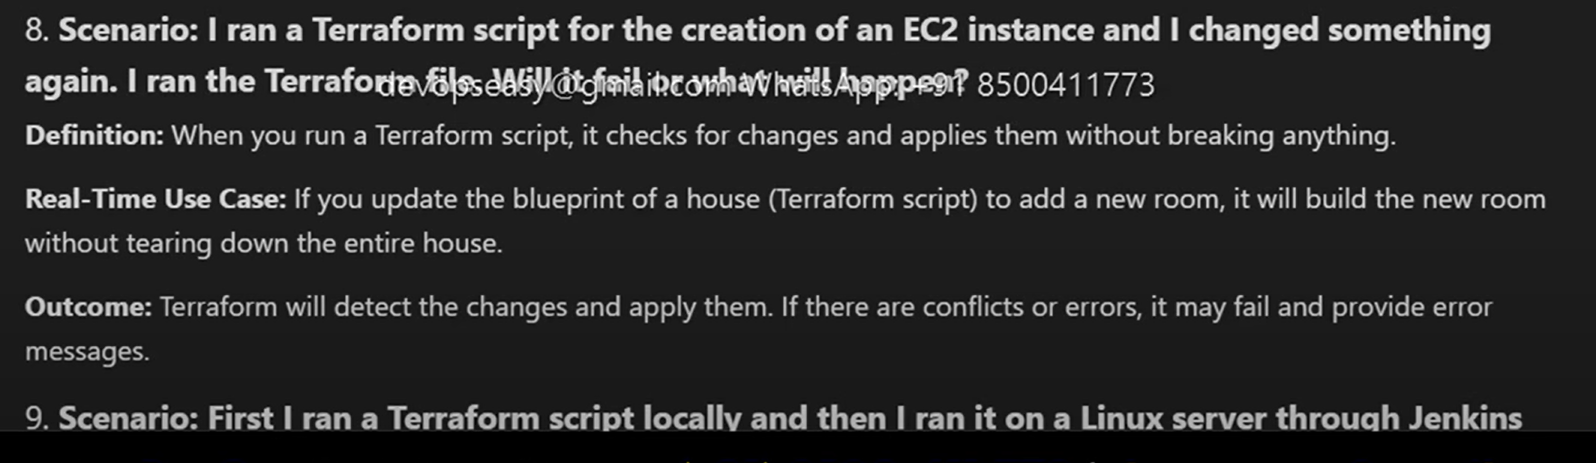 8. Scenario: I ran a Terraform script for the creation of an EC2 instance and I changed something
again. I ran the Terraform file. Will it fail or what will happen?
devopseasy@gmail.com WhatsApp: +91 8500411773
Definition: When you run a Terraform script, it checks for changes and applies them without breaking anything.
Real-Time Use Case: If you update the blueprint of a house (Terraform script) to add a new room, it will build the new room
without tearing down the entire house.
Outcome: Terraform will detect the changes and apply them. If there are conflicts or errors, it may fail and provide error
messages.
9. Scenario: First I ran a Terraform script locally and then I ran it on a Linux server through Jenkins